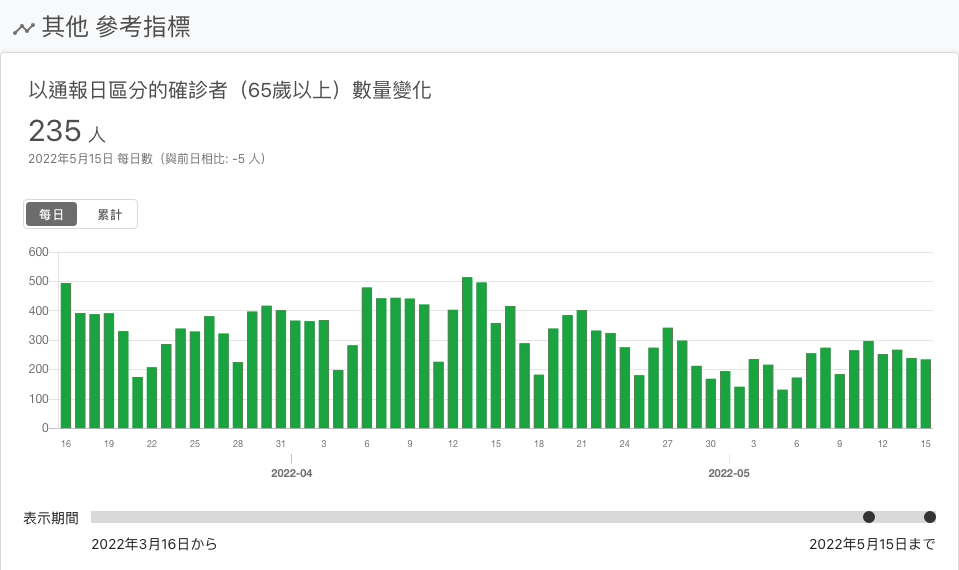 其他 參考指標
以通報日區分的確診者（65歲以上）數量變化
235 人
2022年5月15日 每日數（與前日相比: -5 人）
每日 累計
600
500
400
300
200
100
0
16 19 22 25 28 31 3 6 9 12 15 18 21 24 27 30 3 6 9 12 15
2022-04 2022-05
表示期間
2022年3月16日から 2022年5月15日まで